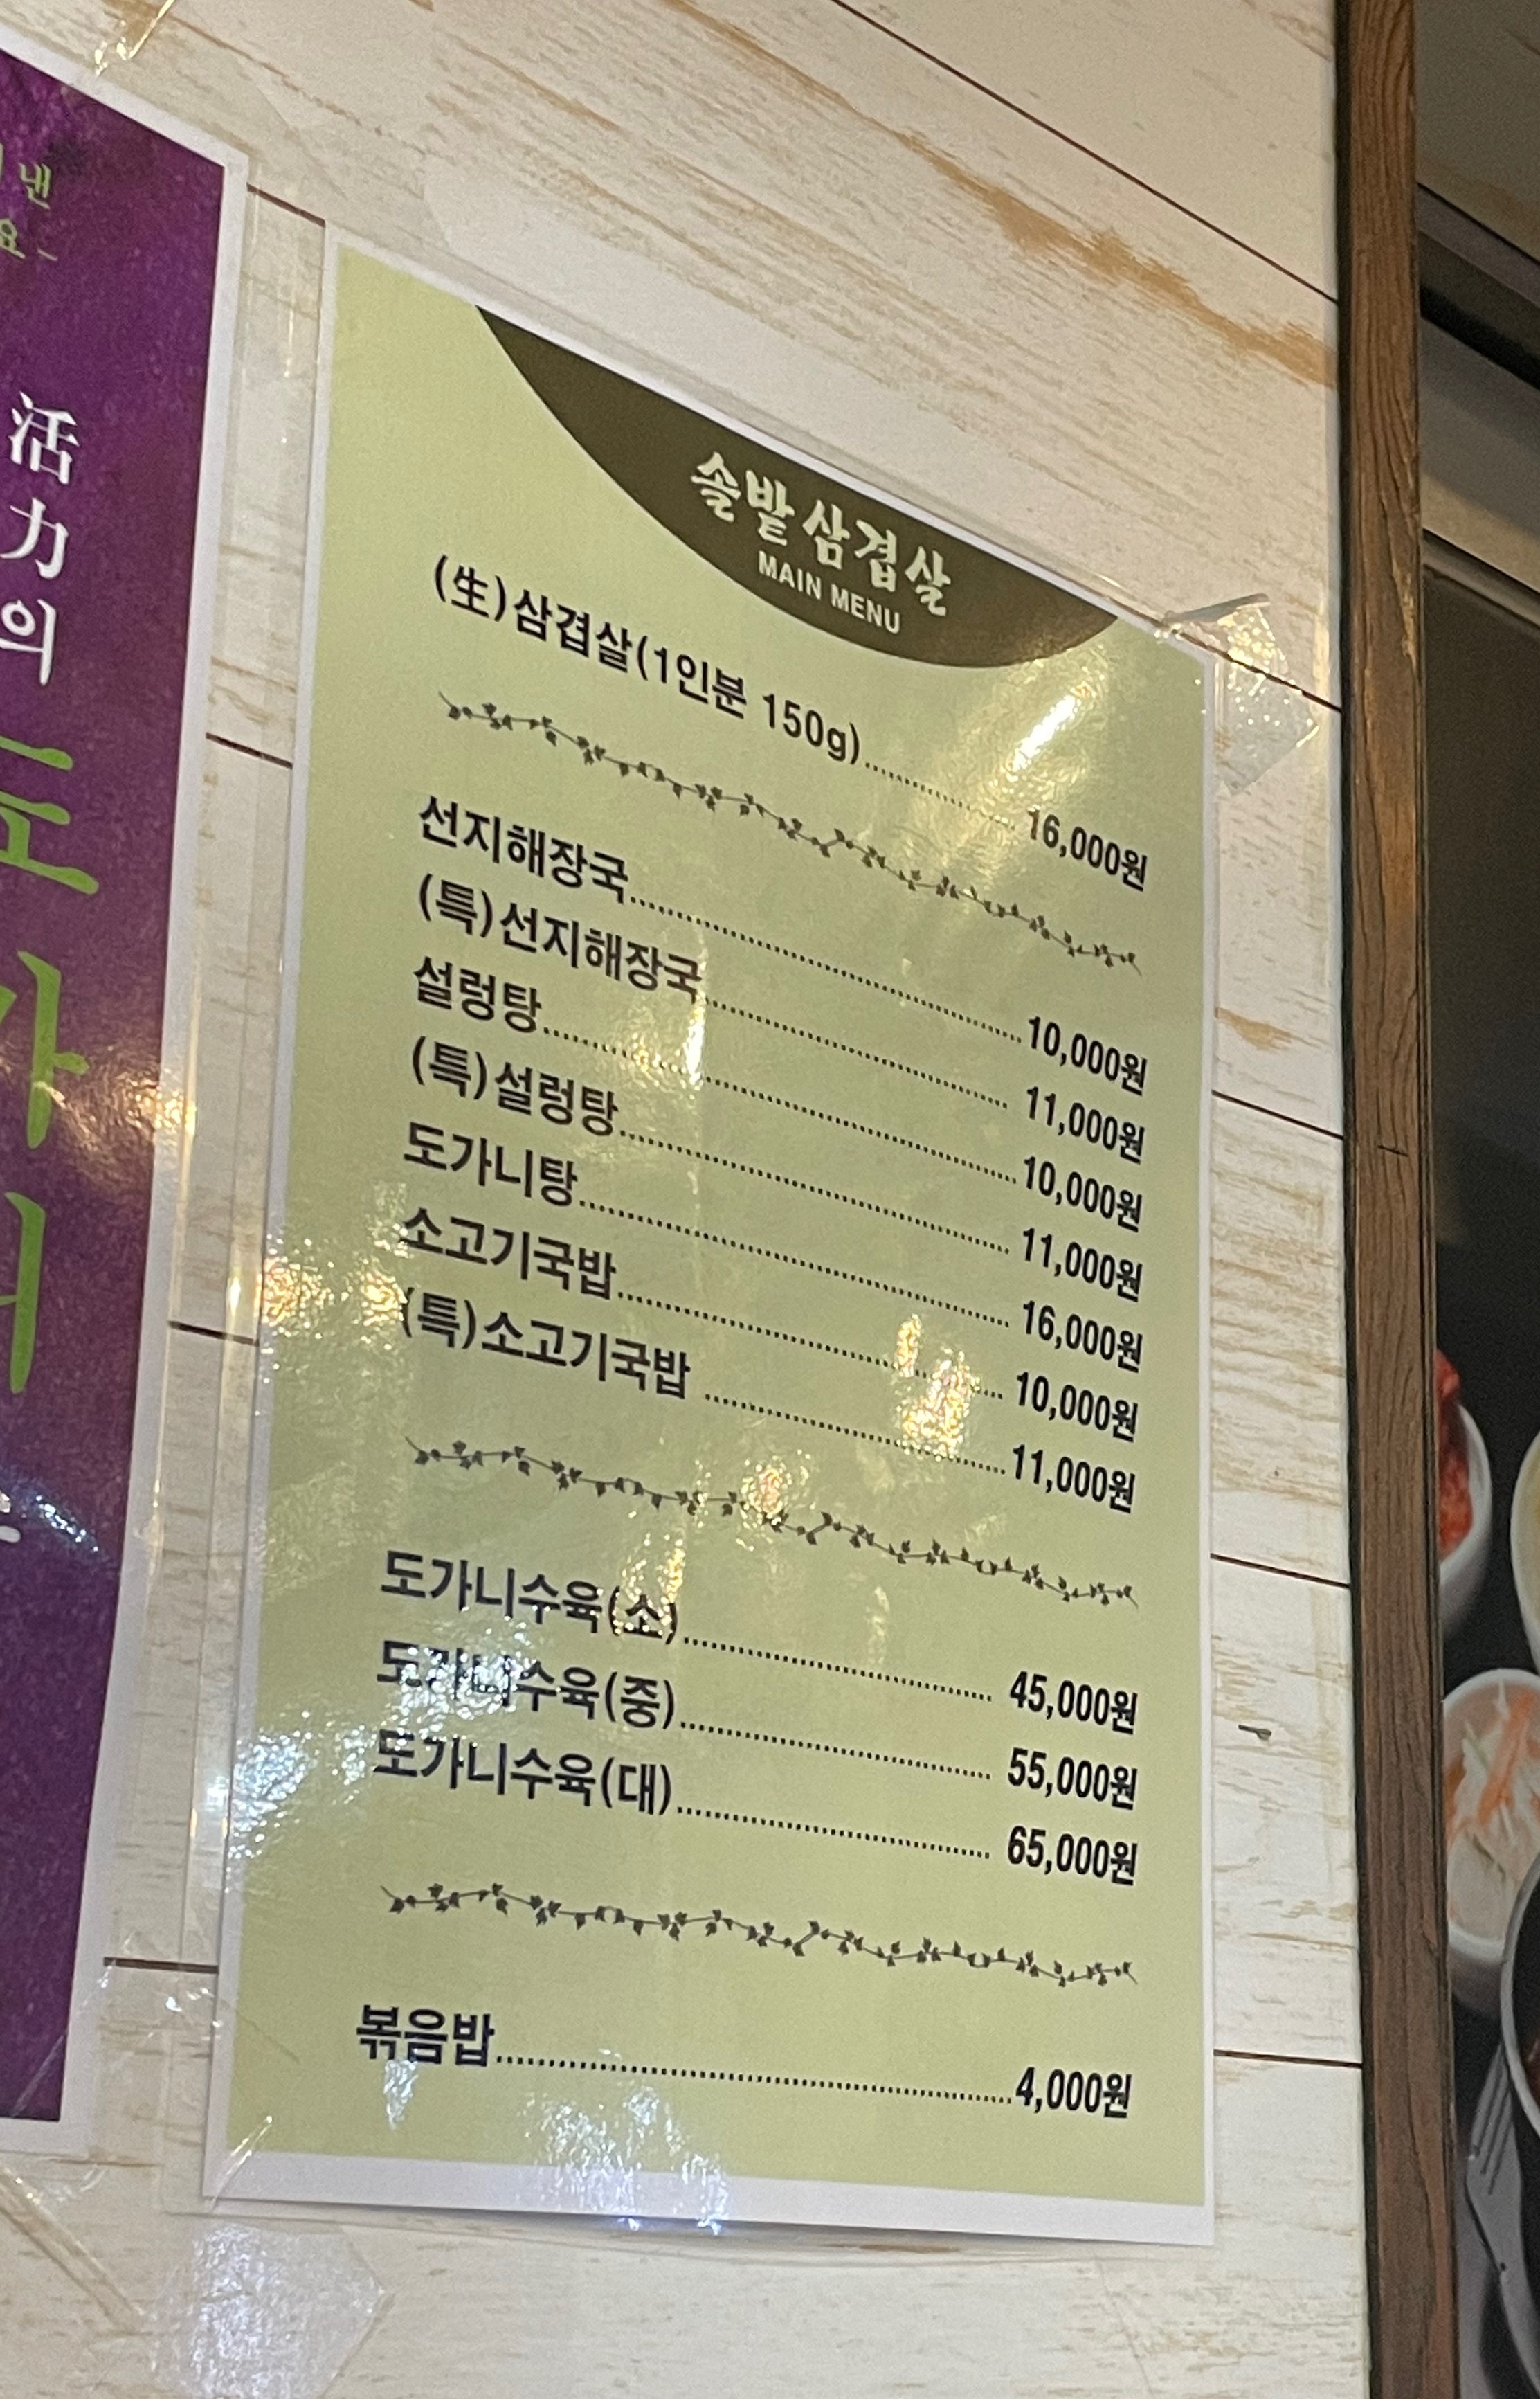 낸
요~
活
力
의
도
가
니
솔밭삼겹살
MAIN MENU
(生)삼겹살(1인분 150g) 16,000원
선지해장국 10,000원
(특)선지해장국 11,000원
설렁탕 10,000원
(특)설렁탕 11,000원
도가니탕 16,000원
소고기국밥 10,000원
(특)소고기국밥 11,000원
도가니수육(소) 45,000원
도가니수육(중) 55,000원
도가니수육(대) 65,000원
볶음밥 4,000원